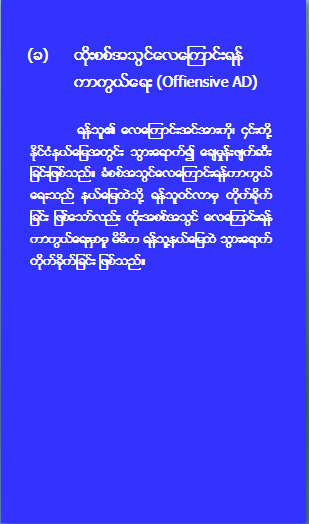 (ခ) ထိုးစစ်အသွင်လေကြောင်းရန်
ကာကွယ်ရေး (Offiensive AD)
ရန်သူ၏ လေကြောင်းအင်အားကို၊ ၄င်းတို့
နိုင်ငံနယ်မြေအတွင်း သွားရောက်၍ ချေမှုန်းဖျက်ဆီး
ခြင်းဖြစ်သည်။ ခံစစ်အသွင်လေကြောင်းရန်ကာကွယ်
ရေးသည် နယ်မြေထဲသို့ ရန်သူဝင်လာမှ တိုက်ခိုက်
ခြင်း ဖြစ်သော်လည်း ထိုးအစစ်အသွင် လေကြောင်းရန်
ကာကွယ်ရေးမှာမူ မိမိက ရန်သူ့နယ်မြေထဲ သွားရောက်
တိုက်ခိုက်ခြင်း ဖြစ်သည်။